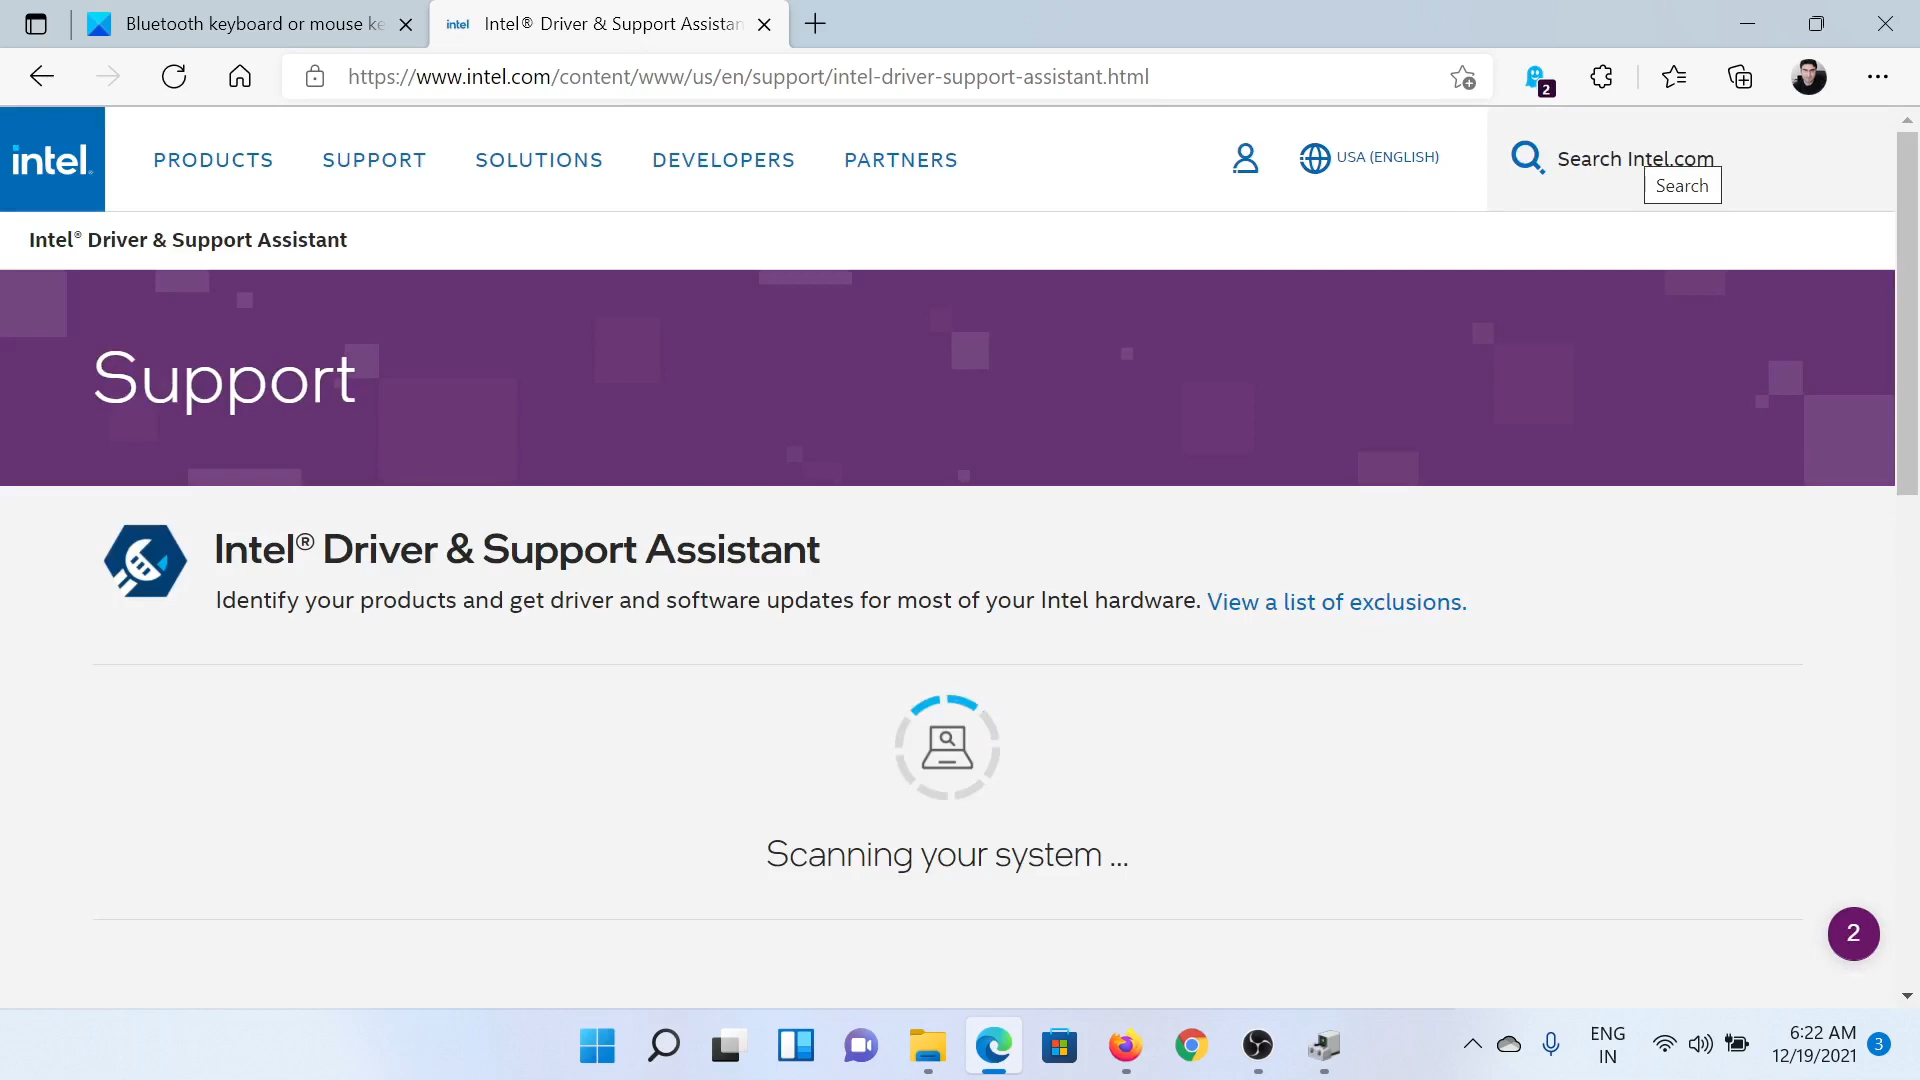 Bluetooth keyboard or mouse ke
intel Intel® Driver & Support Assistan
https://www.intel.com/content/www/us/en/support/intel-driver-support-assistant.html
2
intel.
PRODUCTS SUPPORT SOLUTIONS DEVELOPERS PARTNERS
USA (ENGLISH)
Search Intel.com
Search
Intel® Driver & Support Assistant
Support
Intel® Driver & Support Assistant
Identify your products and get driver and software updates for most of your Intel hardware. View a list of exclusions.
Scanning your system ...
2
ENG
IN
6:22 AM
12/19/2021
3